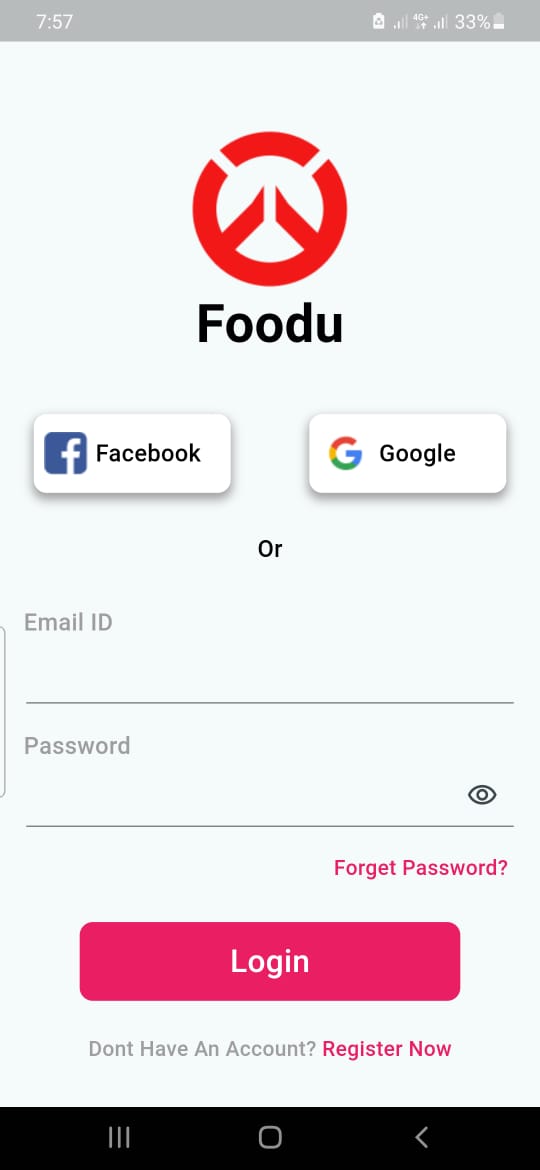 7:57 4G+ 33%
Foodu
Facebook Google
Or
Email ID
Password
Forget Password?
Login
Dont Have An Account? Register Now